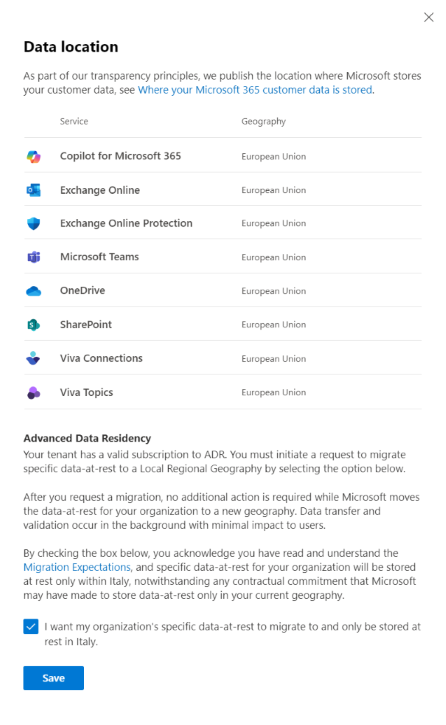 Data location
As part of our transparency principles, we publish the location where Microsoft stores
your customer data, see Where your Microsoft 365 customer data is stored.
Service Geography
Copilot for Microsoft 365 European Union
Exchange Online European Union
Exchange Online Protection European Union
Microsoft Teams European Union
OneDrive European Union
SharePoint European Union
Viva Connections European Union
Viva Topics European Union
Advanced Data Residency
Your tenant has a valid subscription to ADR. You must initiate a request to migrate
specific data-at-rest to a Local Regional Geography by selecting the option below.
After you request a migration, no additional action is required while Microsoft moves
the data-at-rest for your organization to a new geography. Data transfer and
validation occur in the background with minimal impact to users.
By checking the box below, you acknowledge you have read and understand the
Migration Expectations, and specific data-at-rest for your organization will be stored
at rest only within Italy, notwithstanding any contractual commitment that Microsoft
may have made to store data-at-rest only in your current geography.
I want my organization's specific data-at-rest to migrate to and only be stored at
rest in Italy.
Save